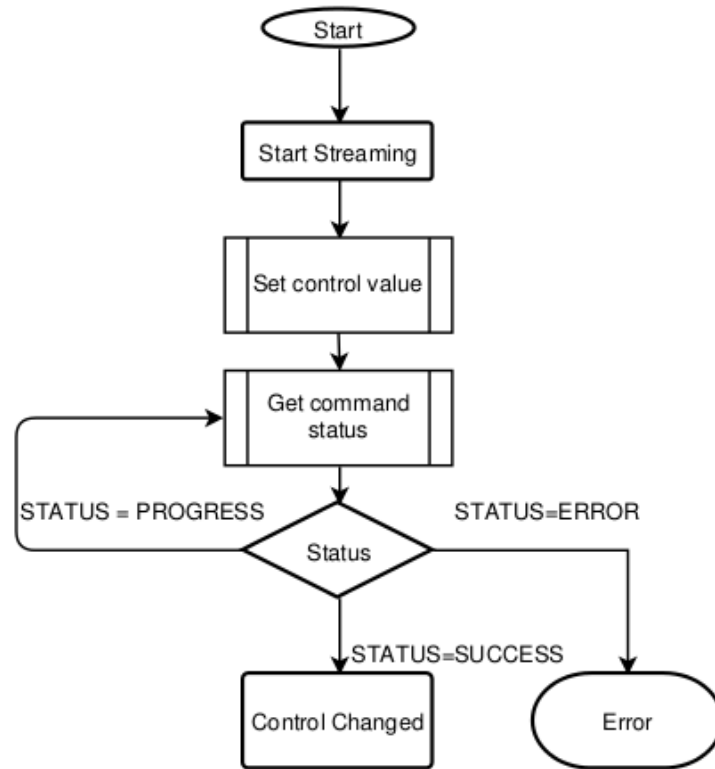 Start
Start Streaming
Set control value
Get command
status
STATUS = PROGRESS
STATUS=ERROR
Status
STATUS=SUCCESS
Control Changed
Error